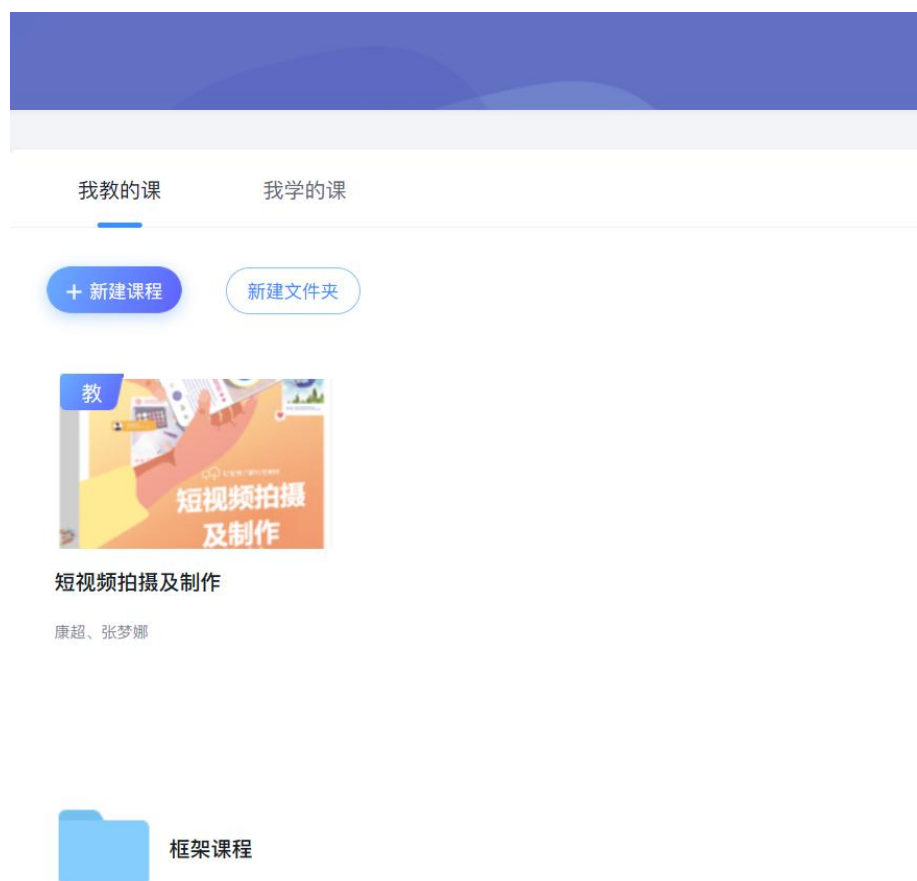 我教的课
我学的课
+ 新建课程
新建文件夹
教
短视频拍摄
及制作
短视频拍摄及制作
康超、张梦娜
框架课程